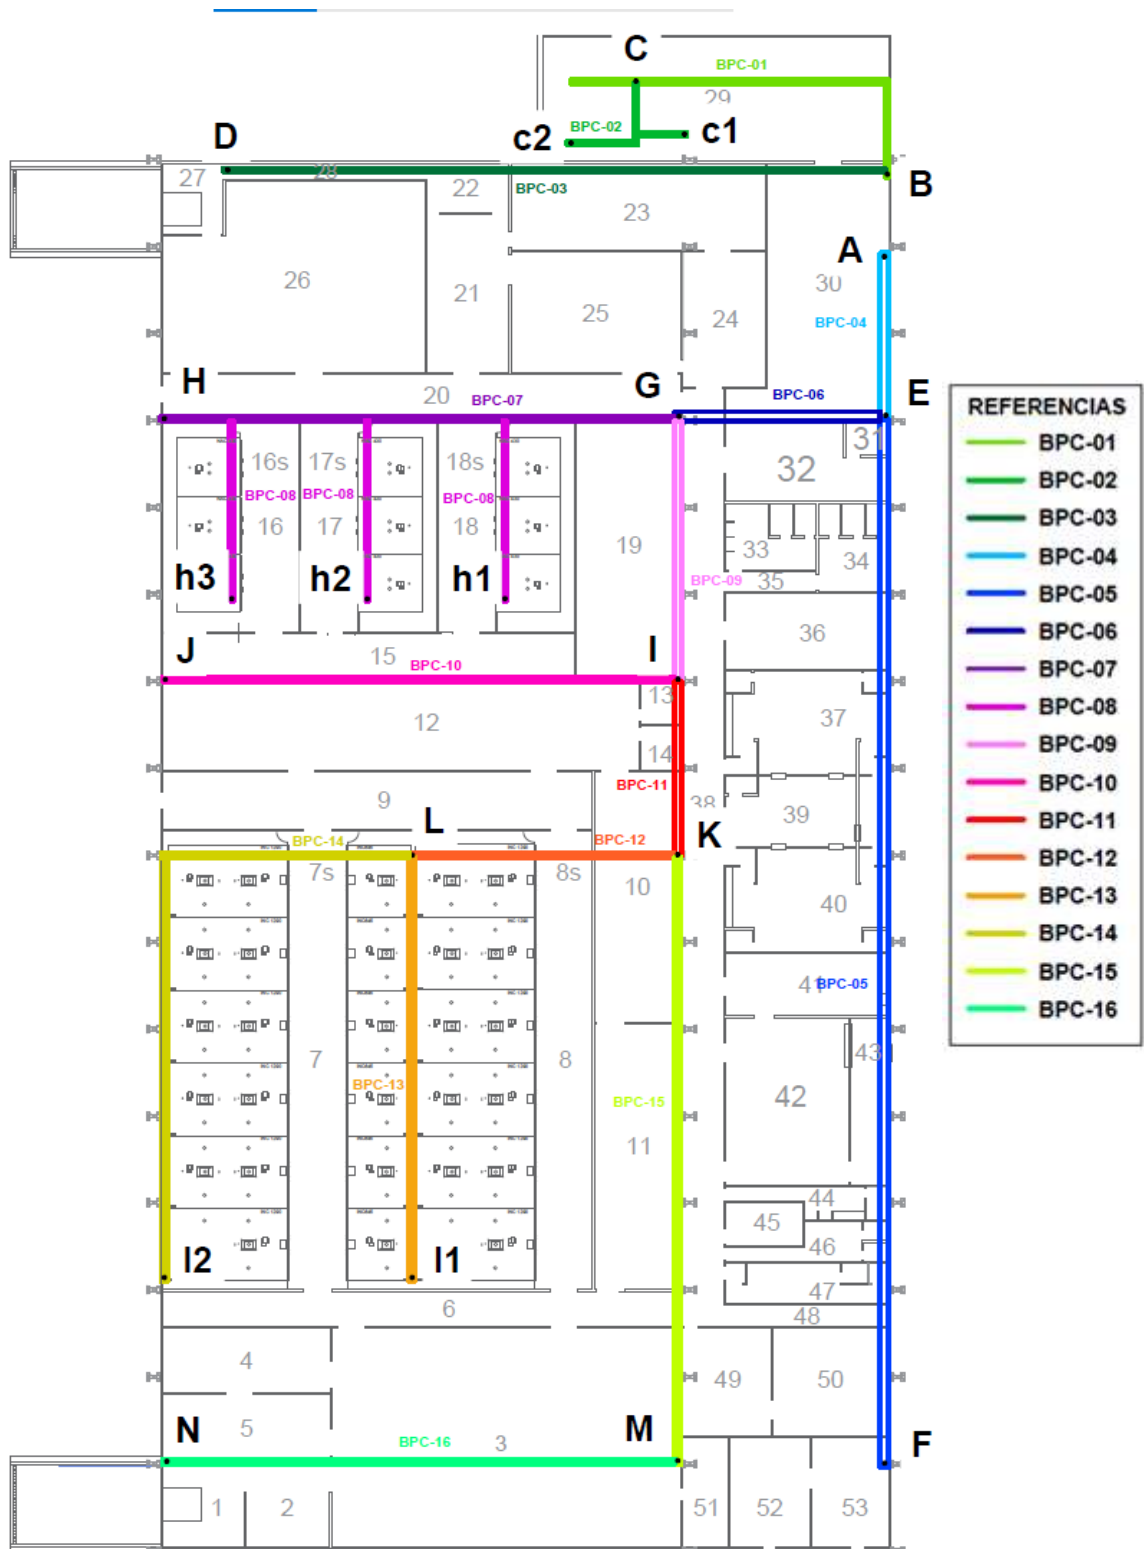 C
BPC-01
29
BPC-02
c2
c1
D
B
27
28
22
BPC-03
23
A
26
21
25
24
30
BPC-04
H
20
BPC-07
G
BPC-06
E
REFERENCIAS
BPC-01
BPC-02
BPC-03
BPC-04
BPC-05
BPC-06
BPC-07
BPC-08
BPC-09
BPC-10
BPC-11
BPC-12
BPC-13
BPC-14
BPC-15
BPC-16
31
16s
17s
18s
32
BPC-08
BPC-08
BPC-08
16
17
18
19
33
34
35
BPC-09
h3
h2
h1
36
J
15
BPC-10
I
13
12
14
37
BPC-11
38
9
39
L
BPC-14
BPC-12
K
7s
8s
10
40
41
BPC-05
43
7
BPC-13
8
BPC-15
11
42
44
45
46
l2
l1
47
6
48
4
49
50
5
N
BPC-16
3
M
F
1
2
51
52
53